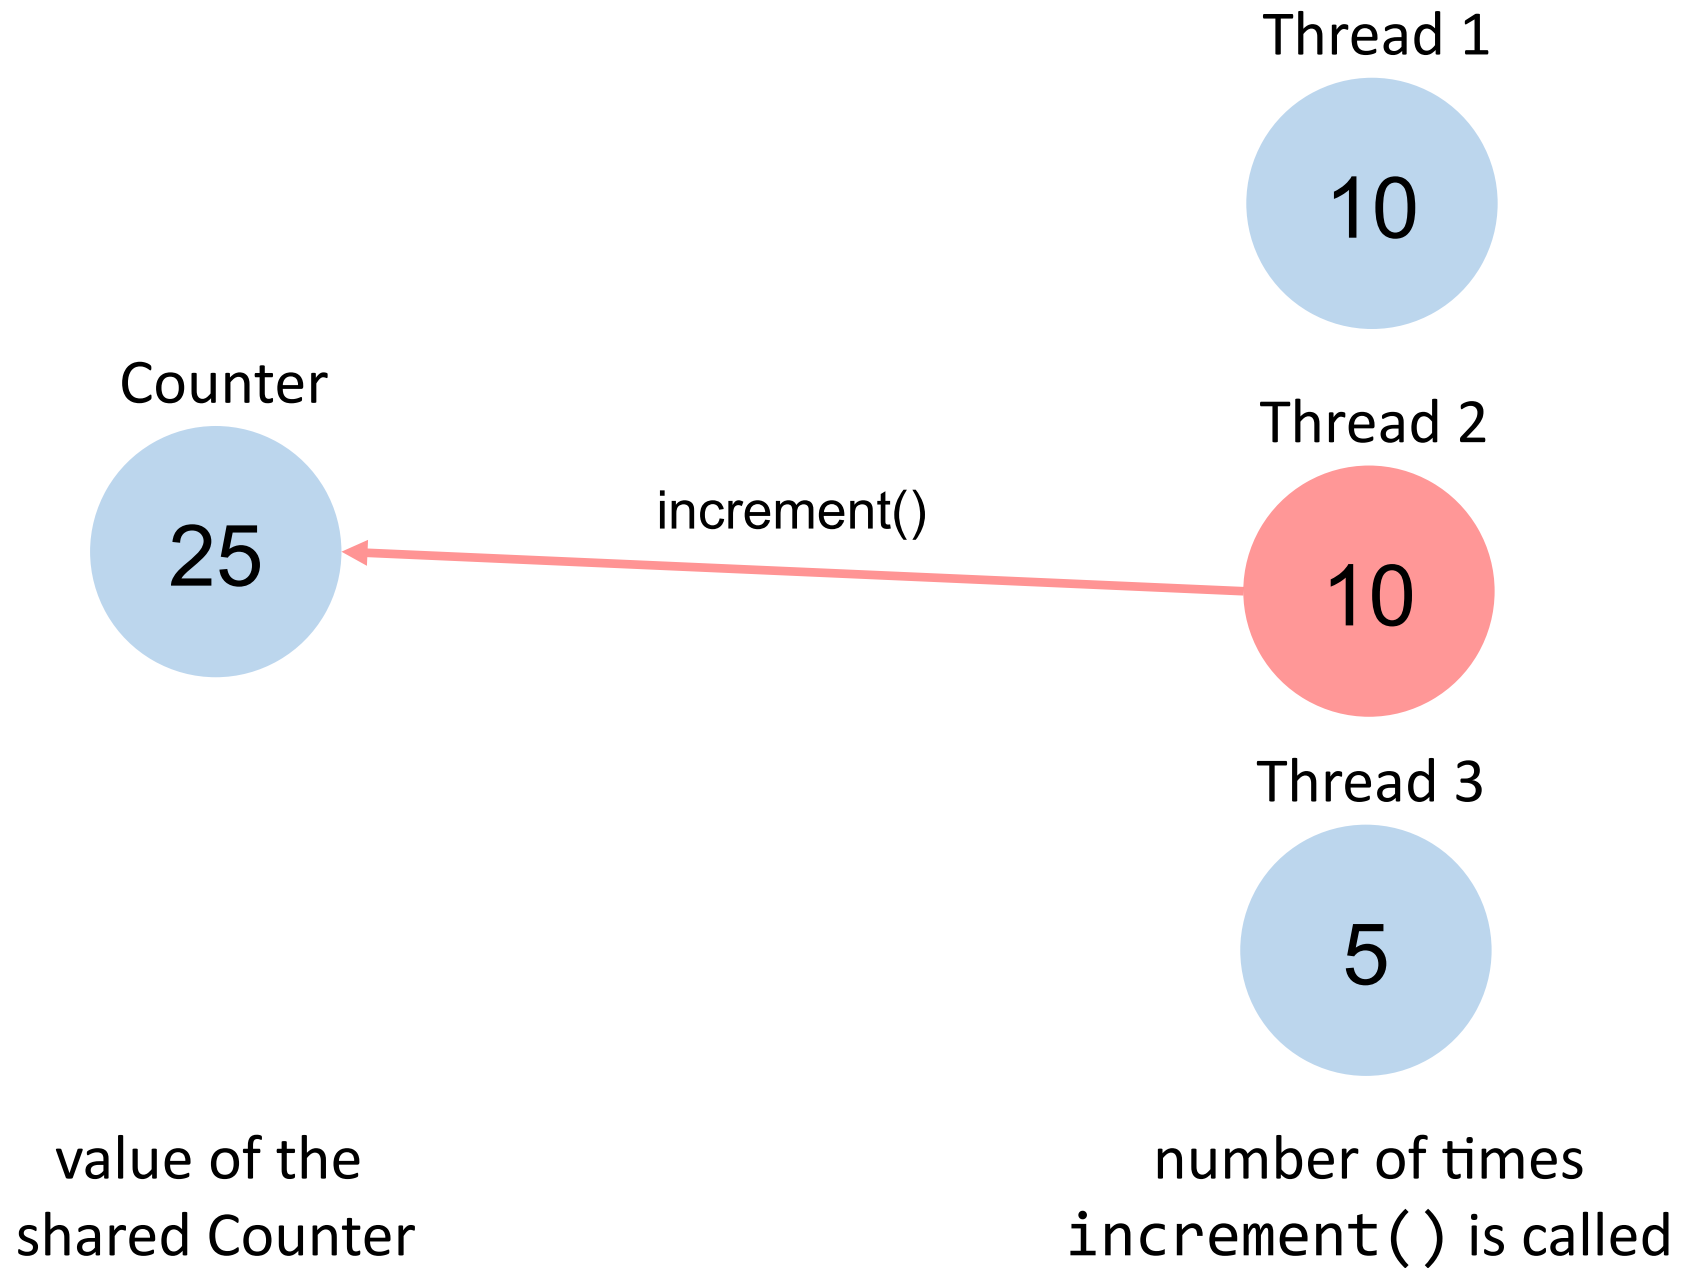 Thread 1
10
Counter
25
increment()
Thread 2
10
Thread 3
5
value of the
shared Counter
number of times
increment() is called